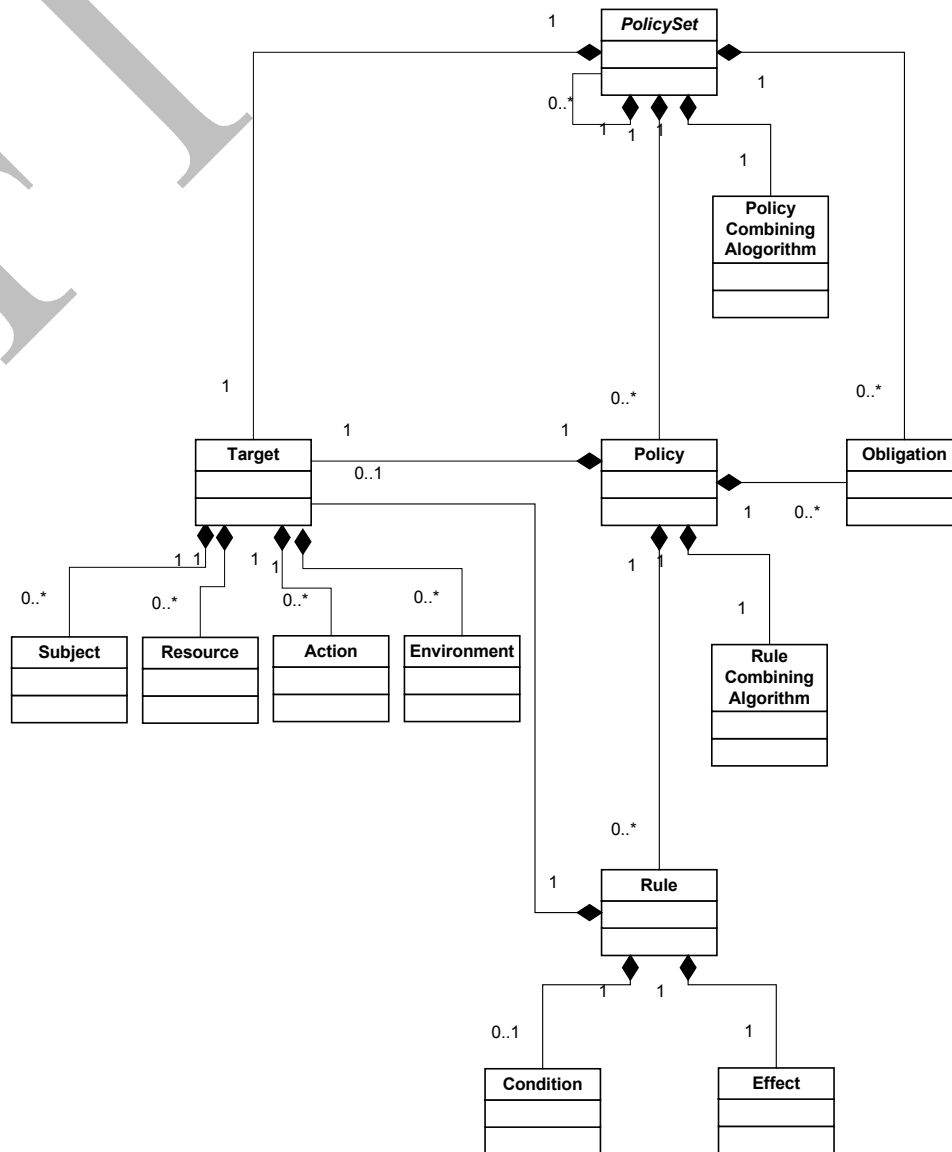 1
PolicySet
1
0..*
1
1
1
1
Policy
Combining
Alogorithm
1
0..*
0..*
1
1
Target
Policy
Obligation
0..1
1
0..*
1
1
1
1
1
1
0..*
0..*
0..*
0..*
1
Subject
Resource
Action
Environment
Rule
Combining
Algorithm
0..*
1
Rule
1
1
0..1
1
Condition
Effect